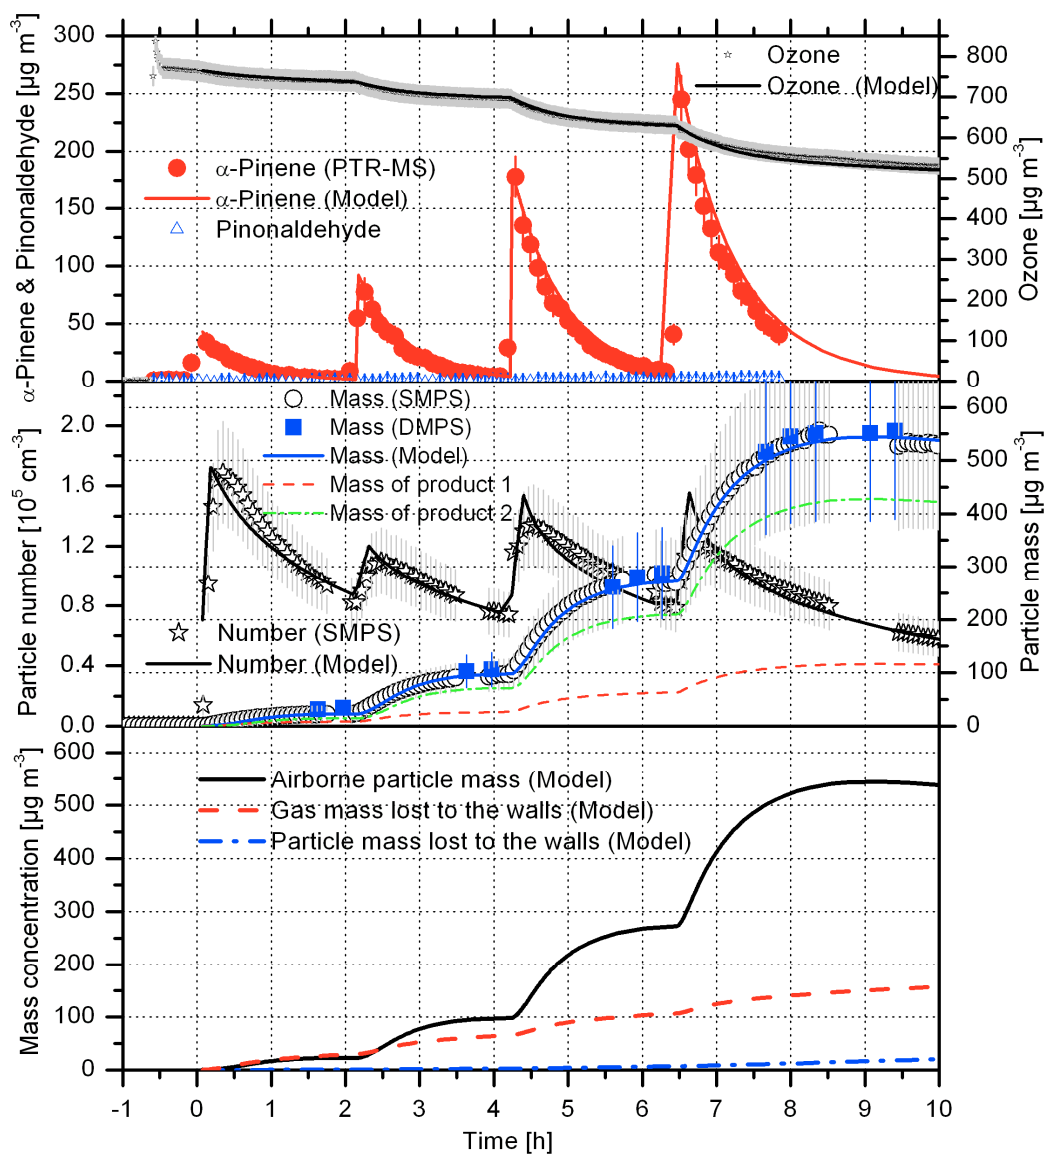 α-Pinene & Pinonaldehyde [µg m⁻³]
300
250
200
150
100
50
0
Ozone
Ozone (Model)
α-Pinene (PTR-MS)
α-Pinene (Model)
Pinonaldehyde
800
700
600
500
400
300
200
100
0
Ozone [µg m⁻³]
Particle number [10⁵ cm⁻³]
2.0
1.6
1.2
0.8
0.4
0.0
Mass (SMPS)
Mass (DMPS)
Mass (Model)
Mass of product 1
Mass of product 2
Number (SMPS)
Number (Model)
600
500
400
300
200
100
0
Particle mass [µg m⁻³]
Mass concentration [µg m⁻³]
600
500
400
300
200
100
0
Airborne particle mass (Model)
Gas mass lost to the walls (Model)
Particle mass lost to the walls (Model)
-1 0 1 2 3 4 5 6 7 8 9 10
Time [h]